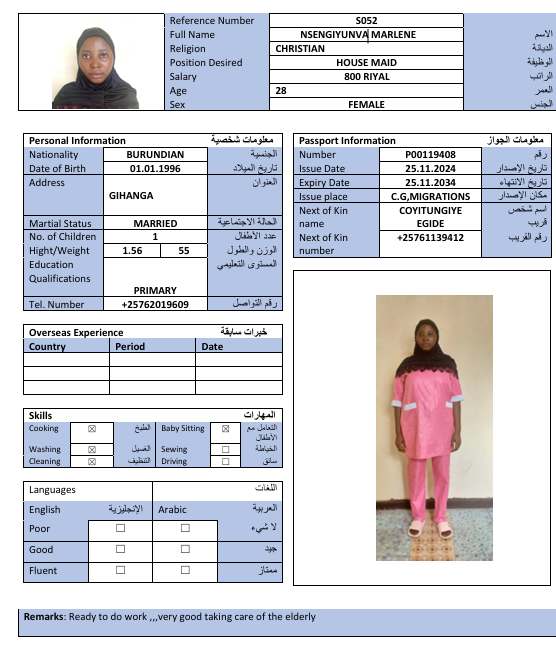 Reference Number S052
Full Name NSENGIYUNVA MARLENE الاسم
Religion CHRISTIAN الديانة
Position Desired HOUSE MAID الوظيفة
Salary 800 RIYAL الراتب
Age 28 العمر
Sex FEMALE الجنس
Personal Information معلومات شخصية
Nationality BURUNDIAN الجنسية
Date of Birth 01.01.1996 تاريخ الميلاد
Address العنوان
GIHANGA
Martial Status MARRIED الحالة الاجتماعية
No. of Children 1 عدد الأطفال
Hight/Weight 1.56 55 الوزن والطول
Education المستوى التعليمي
Qualifications
PRIMARY
Tel. Number +25762019609 رقم التواصل
Passport Information معلومات الجواز
Number P00119408 رقم
Issue Date 25.11.2024 تاريخ الإصدار
Expiry Date 25.11.2034 تاريخ الانتهاء
Issue place C.G,MIGRATIONS مكان الإصدار
Next of Kin COYITUNGIYE اسم شخص
name EGIDE قريب
Next of Kin +25761139412 رقم القريب
number
Overseas Experience خبرات سابقة
Country Period Date
Skills المهارات
Cooking ☒ الطبخ Baby Sitting ☒ التعامل مع
الأطفال
Washing ☒ الغسيل Sewing ☐ الخياطة
Cleaning ☒ التنظيف Driving ☐ سائق
Languages اللغات
English الإنجليزية Arabic العربية
Poor ☐ ☐ لا شيء
Good ☐ ☐ جيد
Fluent ☐ ☐ ممتاز
Remarks: Ready to do work ,,,very good taking care of the elderly